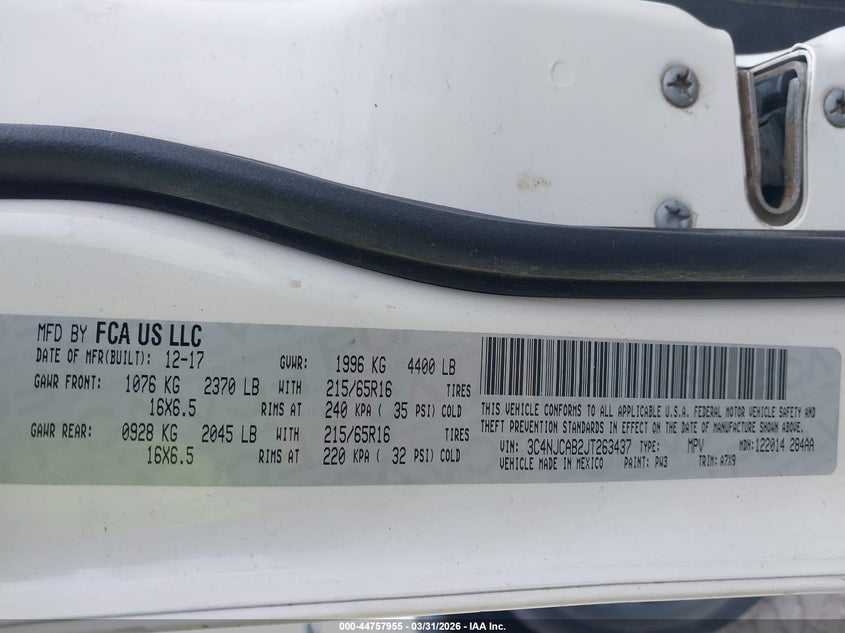 MFD BY FCA US LLC
DATE OF MFR(BUILT): 12-17 GVWR: 1996 KG 4400 LB
GAWR FRONT: 1076 KG 2370 LB WITH 215/65R16 TIRES
16X6.5 RIMS AT 240 KPA ( 35 PSI) COLD
GAWR REAR: 0928 KG 2045 LB WITH 215/65R16 TIRES
16X6.5 RIMS AT 220 KPA ( 32 PSI) COLD
THIS VEHICLE CONFORMS TO ALL APPLICABLE U.S.A. FEDERAL MOTOR VEHICLE SAFETY AND
THEFT PREVENTION STANDARDS IN EFFECT ON THE DATE OF MANUFACTURE SHOWN ABOVE.
VIN: 3C4NJCAB2JT263437 TYPE: MPV MDH: 122014 284AA
VEHICLE MADE IN MEXICO PAINT: PW3 TRIM: A7X9
000-44757955 - 03/31/2026 - IAA Inc.